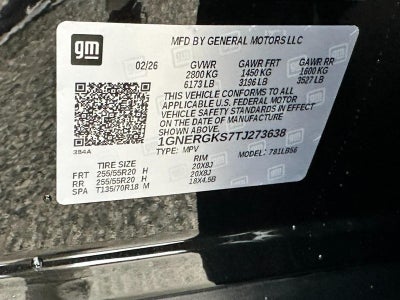 gm
MFD BY GENERAL MOTORS LLC
02/26 GVWR GAWR FRT GAWR RR
2800 KG 1450 KG 1600 KG
6173 LB 3196 LB 3527 LB
THIS VEHICLE CONFORMS TO ALL
APPLICABLE U.S. FEDERAL MOTOR
VEHICLE SAFETY STANDARDS IN EFFECT
ON THE DATE OF MANUFACTURE
SHOWN ABOVE.
1GNERGKS7TJ273638
384A TYPE: MPV MODEL: 781LB56
TIRE SIZE RIM
FRT 255/55R20 H 20X8J
RR 255/55R20 H 20X8J
SPA T135/70R18 M 18X4.5B